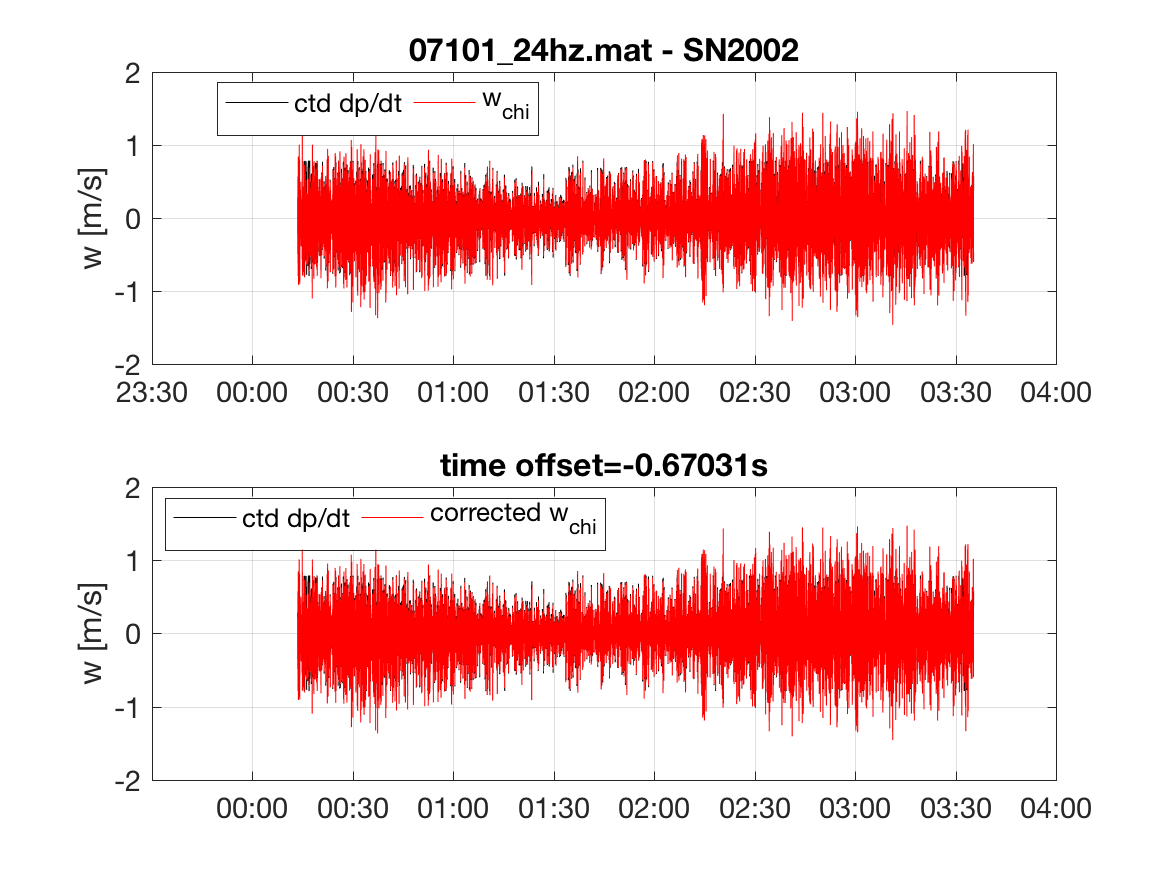 07101_24hz.mat - SN2002
2
ctd dp/dt w_chi
1
w [m/s]
0
-1
-2
23:30 00:00 00:30 01:00 01:30 02:00 02:30 03:00 03:30 04:00
time offset=-0.67031s
2
ctd dp/dt corrected w_chi
1
w [m/s]
0
-1
-2
00:00 00:30 01:00 01:30 02:00 02:30 03:00 03:30 04:00